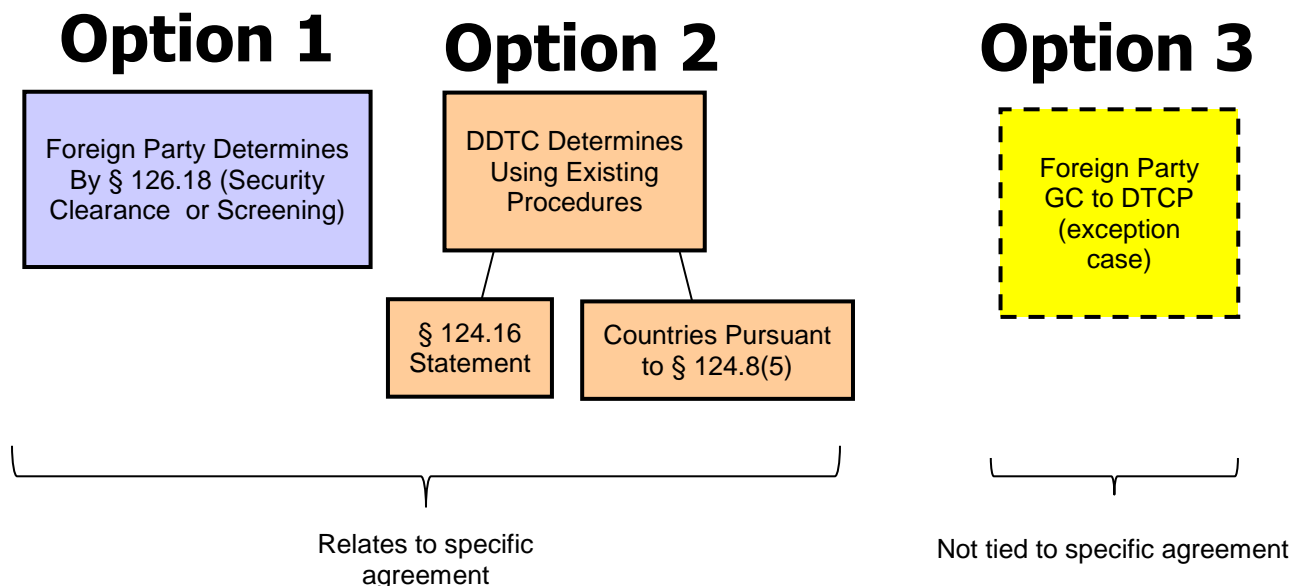 Option 1
Foreign Party Determines
By § 126.18 (Security
Clearance or Screening)
Option 2
DDTC Determines
Using Existing
Procedures
§ 124.16
Statement
Countries Pursuant
to § 124.8(5)
Option 3
Foreign Party
GC to DTCP
(exception
case)
Relates to specific
agreement
Not tied to specific agreement